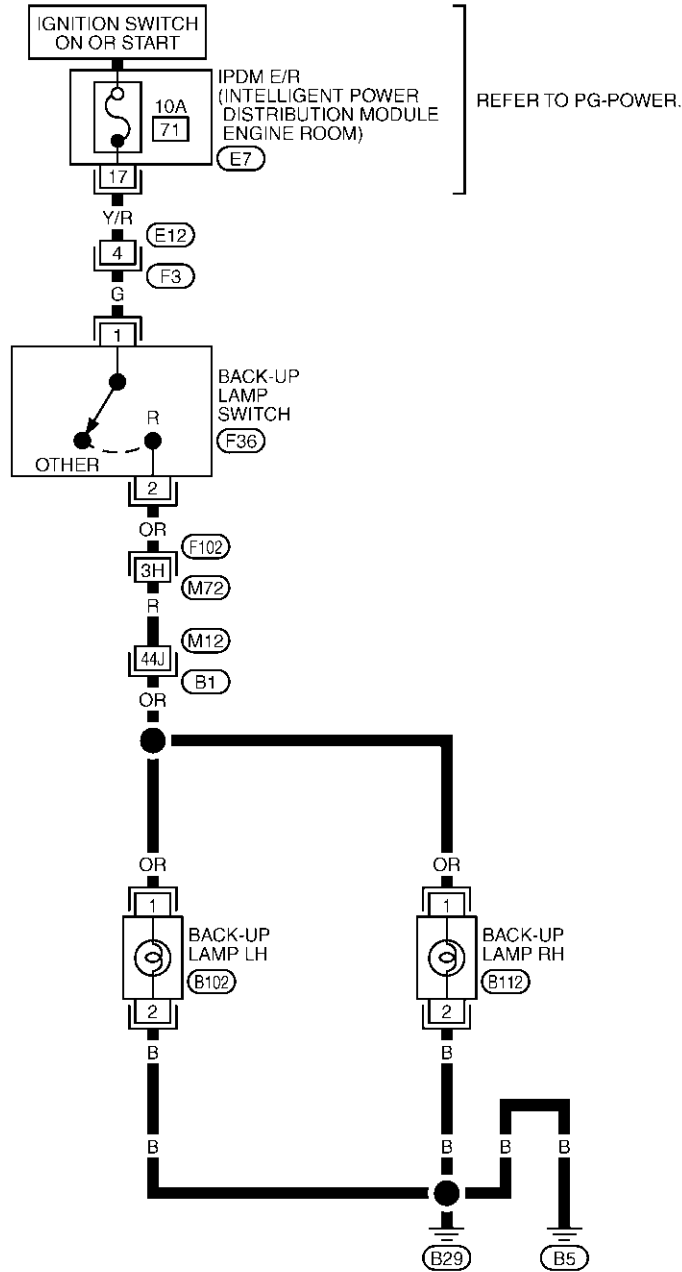 IGNITION SWITCH
ON OR START
IPDM E/R
(INTELLIGENT POWER
DISTRIBUTION MODULE
ENGINE ROOM)
E7
REFER TO PG-POWER.
10A
71
17
Y/R
E12
4
F3
G
1
BACK-UP
LAMP
SWITCH
F36
R
OTHER
2
OR
F102
3H
M72
R
M12
44J
B1
OR
OR OR
1 1
BACK-UP
LAMP LH
B102
BACK-UP
LAMP RH
B112
2 2
B B
B B B B
B29 B5